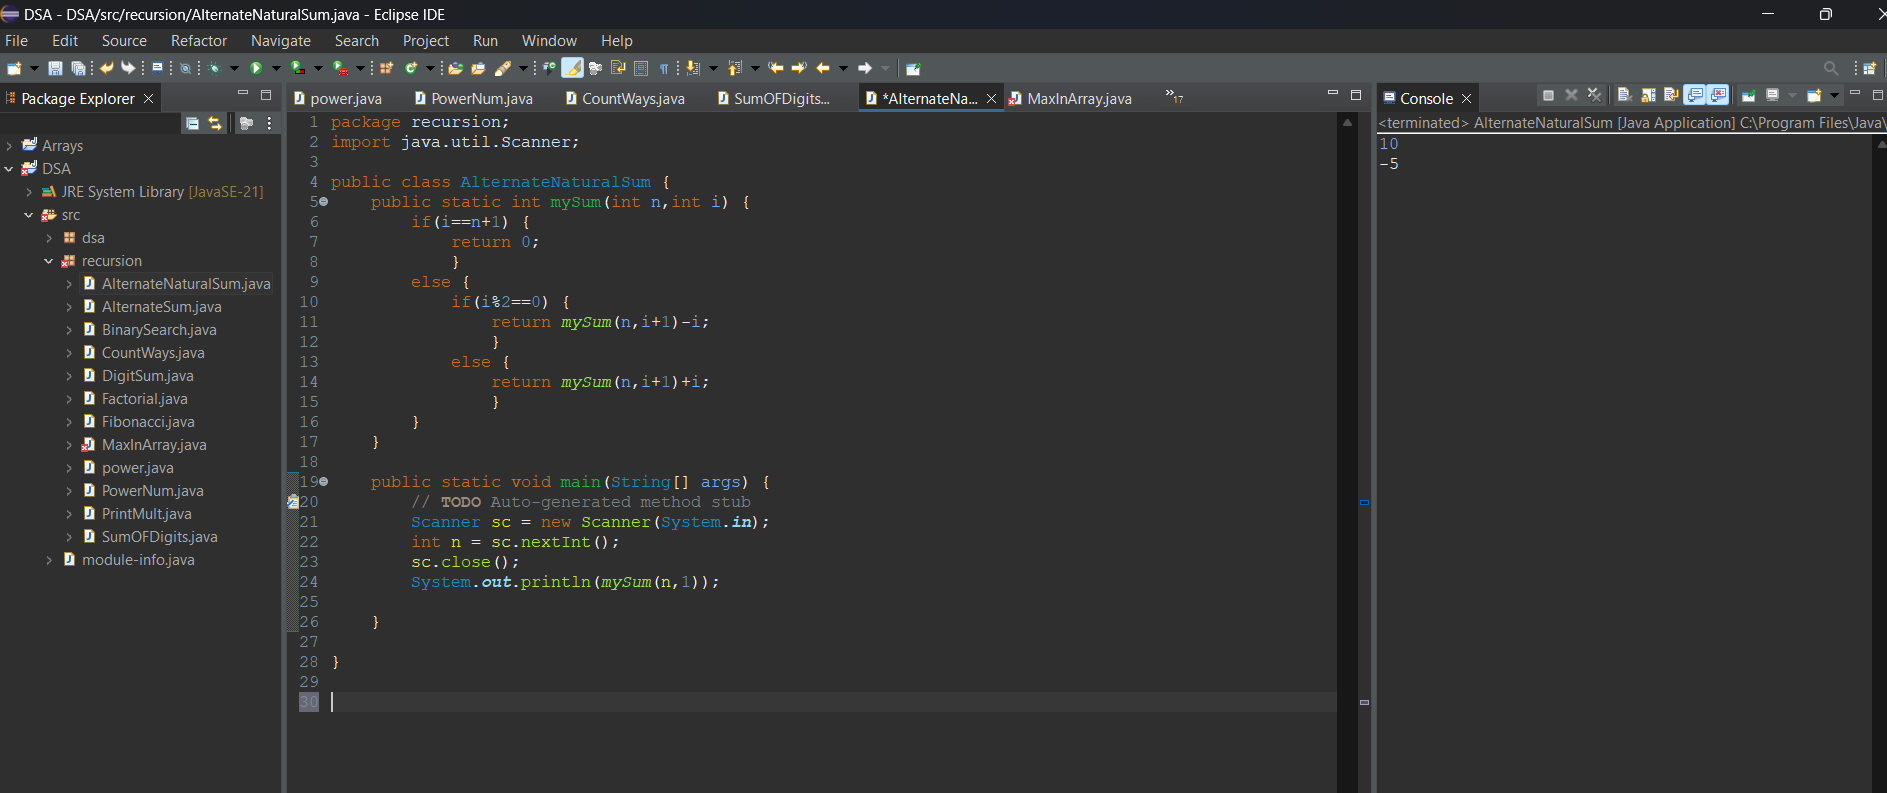 DSA - DSA/src/recursion/AlternateNaturalSum.java - Eclipse IDE
File Edit Source Refactor Navigate Search Project Run Window Help
Package Explorer
Arrays
DSA
JRE System Library [JavaSE-21]
src
dsa
recursion
AlternateNaturalSum.java
AlternateSum.java
BinarySearch.java
CountWays.java
DigitSum.java
Factorial.java
Fibonacci.java
MaxInArray.java
power.java
PowerNum.java
PrintMult.java
SumOFDigits.java
module-info.java
power.java PowerNum.java CountWays.java SumOFDigits... *AlternateNa... MaxInArray.java »17
1 package recursion;
2 import java.util.Scanner;
3
4 public class AlternateNaturalSum {
5     public static int mySum(int n,int i) {
6         if(i==n+1) {
7             return 0;
8             }
9         else {
10             if(i%2==0) {
11                 return mySum(n,i+1)-i;
12                 }
13             else {
14                 return mySum(n,i+1)+i;
15                 }
16         }
17     }
18
19     public static void main(String[] args) {
20         // TODO Auto-generated method stub
21         Scanner sc = new Scanner(System.in);
22         int n = sc.nextInt();
23         sc.close();
24         System.out.println(mySum(n,1));
25
26     }
27
28 }
29
30
Console
<terminated> AlternateNaturalSum [Java Application] C:\Program Files\Java\
10
-5